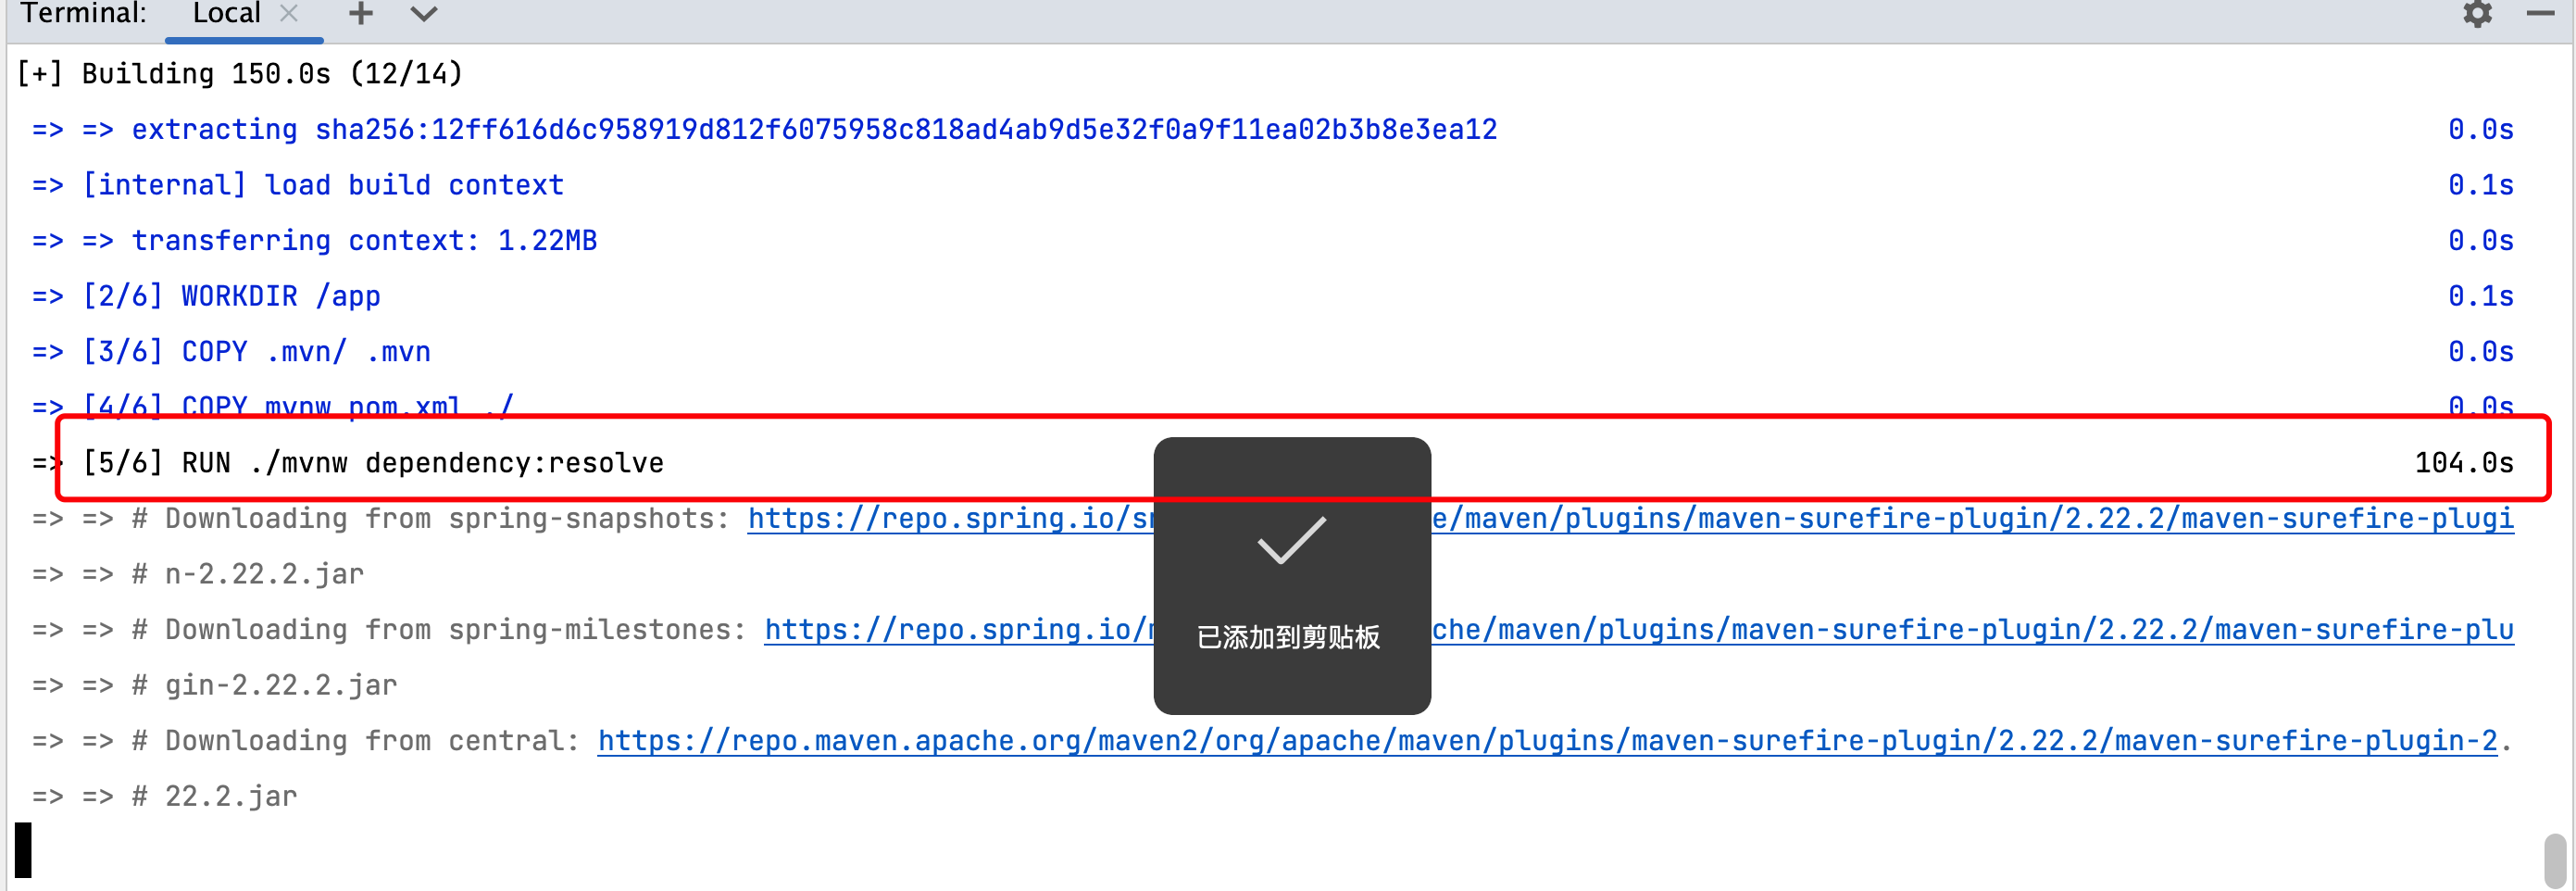 Terminal: Local
[+] Building 150.0s (12/14)
=> => extracting sha256:12ff616d6c958919d812f6075958c818ad4ab9d5e32f0a9f11ea02b3b8e3ea12 0.0s
=> [internal] load build context 0.1s
=> => transferring context: 1.22MB 0.0s
=> [2/6] WORKDIR /app 0.1s
=> [3/6] COPY .mvn/ .mvn 0.0s
=> [4/6] COPY mvnw pom.xml ./ 0.0s
=> [5/6] RUN ./mvnw dependency:resolve 104.0s
=> => # Downloading from spring-snapshots: https://repo.spring.io/sn e/maven/plugins/maven-surefire-plugin/2.22.2/maven-surefire-plugi
=> => # n-2.22.2.jar
=> => # Downloading from spring-milestones: https://repo.spring.io/ che/maven/plugins/maven-surefire-plugin/2.22.2/maven-surefire-plu
已添加到剪贴板
=> => # gin-2.22.2.jar
=> => # Downloading from central: https://repo.maven.apache.org/maven2/org/apache/maven/plugins/maven-surefire-plugin/2.22.2/maven-surefire-plugin-2.
=> => # 22.2.jar